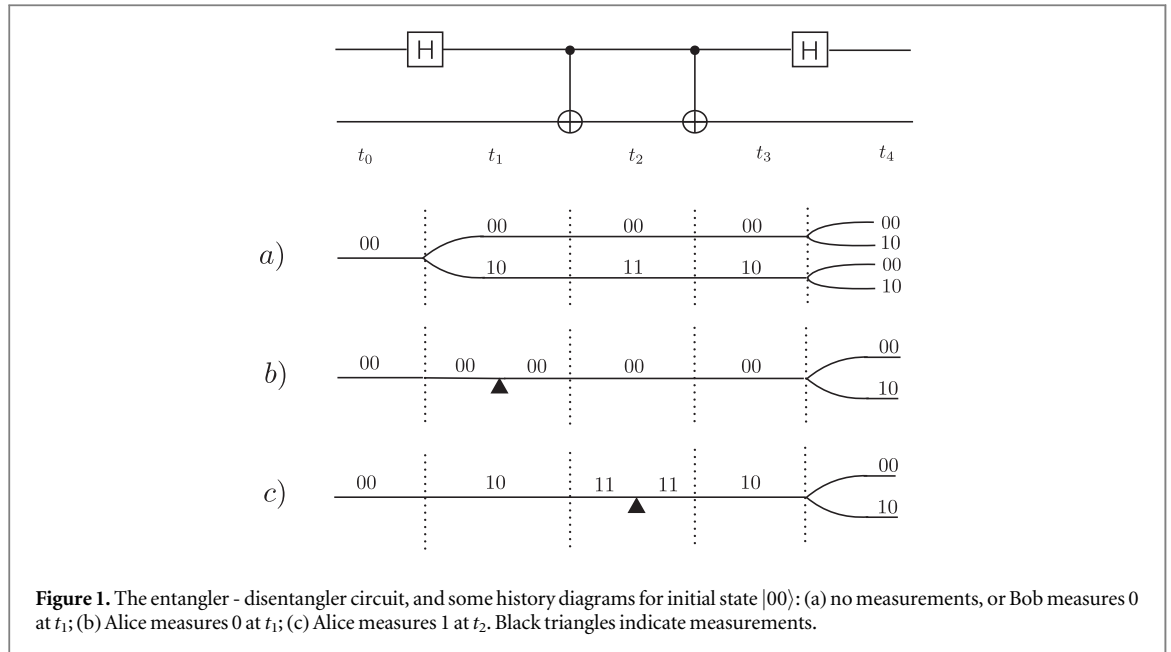 H H
t₀ t₁ t₂ t₃ t₄
a) 00 00 00 00 00
10
10 11 10 00
10
b) 00 00 00 00 00 00
10
c) 00 10 11 11 10 00
10
Figure 1. The entangler - disentangler circuit, and some history diagrams for initial state |00⟩: (a) no measurements, or Bob measures 0
at t₁; (b) Alice measures 0 at t₁; (c) Alice measures 1 at t₂. Black triangles indicate measurements.